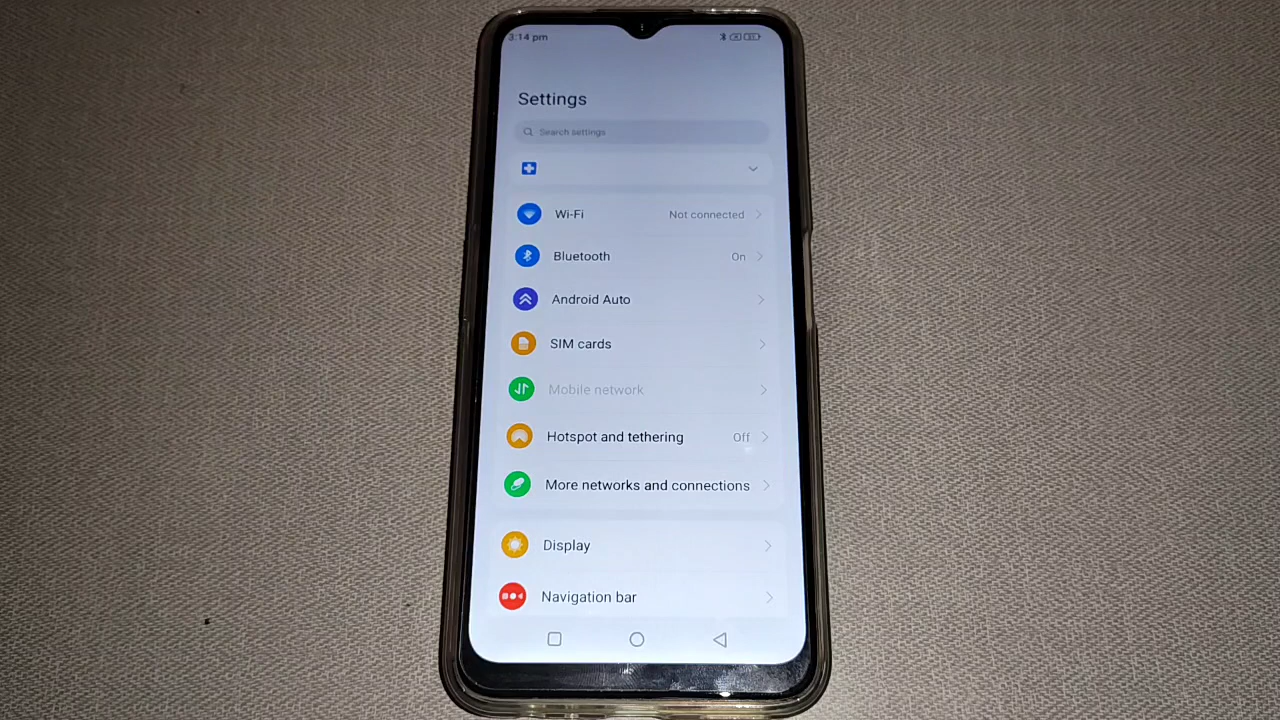 3:14 pm
Settings
Search settings
Wi-Fi Not connected
Bluetooth On
Android Auto
SIM cards
Mobile network
Hotspot and tethering Off
More networks and connections
Display
Navigation bar